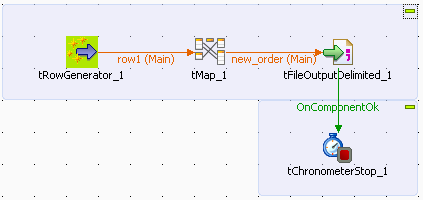 row1 (Main)
new_order (Main)
tRowGenerator_1
tMap_1
tFileOutputDelimited_1
OnComponentOk
tChronometerStop_1